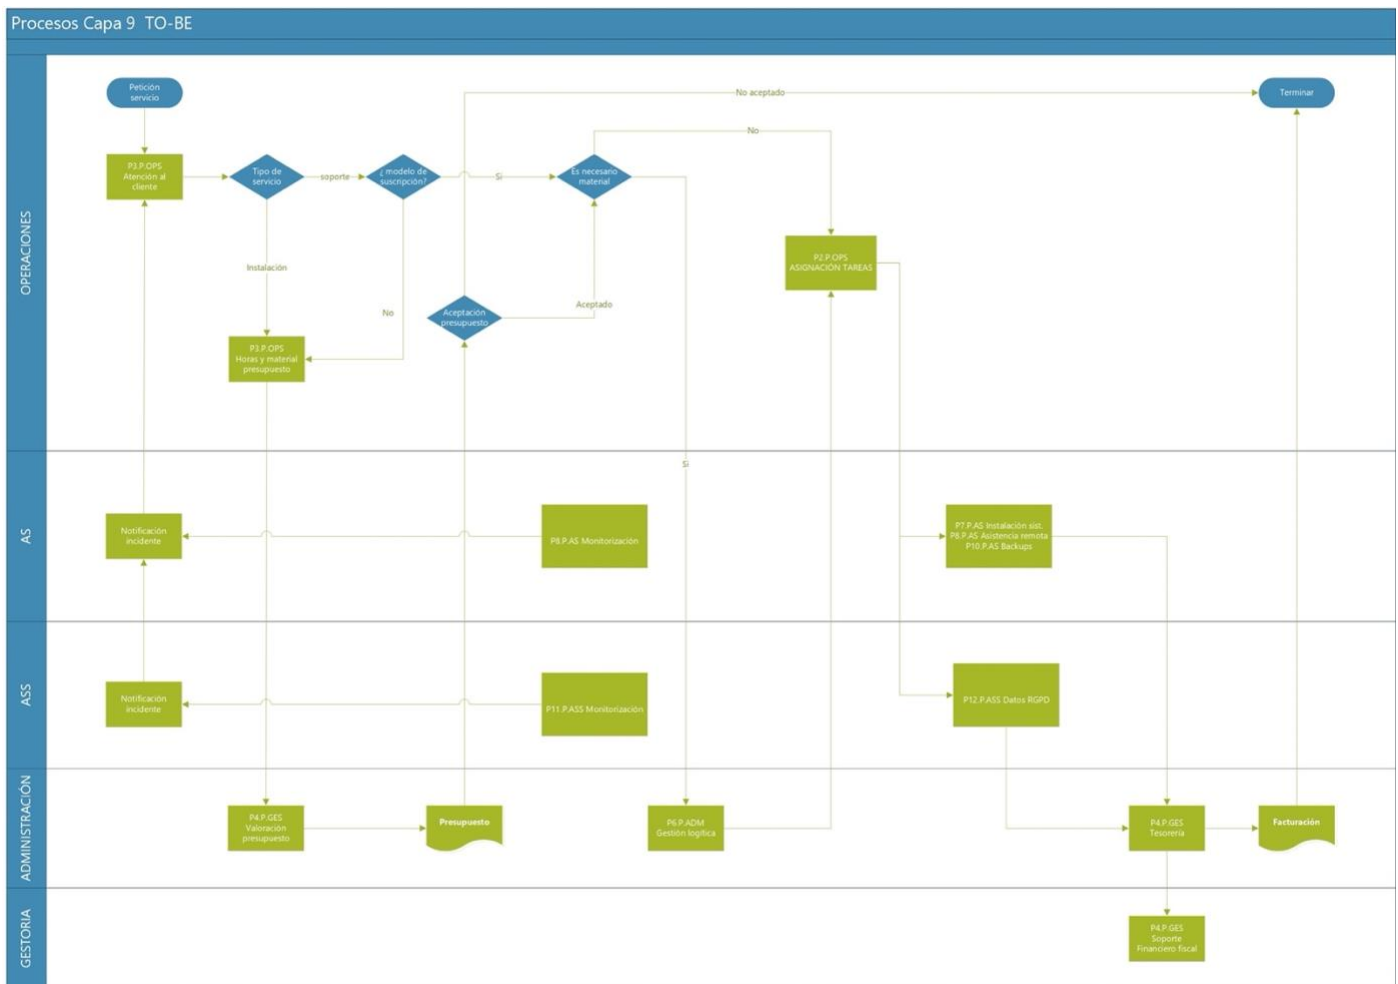 Procesos Capa 9 TO-BE
OPERACIONES
Petición
servicio
No aceptado
Terminar
No
P3.P.OPS
Atención al
cliente
Tipo de
servicio
soporte
¿ modelo de
suscripción?
Si
Es necesario
material
P2.P.OPS
ASIGNACIÓN TAREAS
Instalación
No
Aceptación
presupuesto
Aceptado
P3.P.OPS
Horas y material
presupuesto
Si
AS
Notificación
incidente
P8.P.AS Monitorización
P7.P.AS Instalación sist.
P8.P.AS Asistencia remota
P10.P.AS Backups
ASS
Notificación
incidente
P11.P.ASS Monitorización
P12.P.ASS Datos RGPD
ADMINISTRACIÓN
P4.P.GES
Valoración
presupuesto
Presupuesto
P6.P.ADM
Gestión logítica
P4.P.GES
Tesorería
Facturación
GESTORIA
P4.P.GES
Soporte
Financiero fiscal